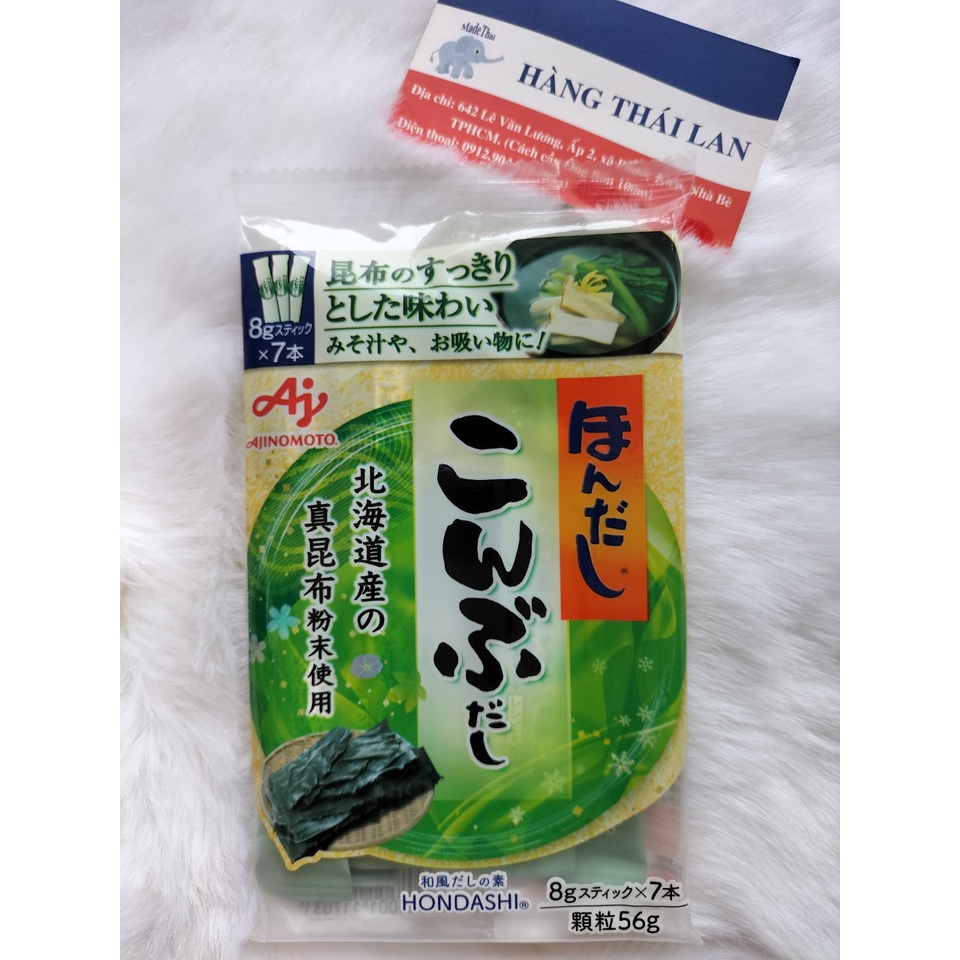 MadeThai
HÀNG THÁI LAN
Địa chỉ: 642 Lê Văn Lương, Ấp 2, xã Nhà Bè
TPHCM. (Cách cầu 100m)
Điện thoại: 0912.90
昆布のすっきり
とした味わい
みそ汁や、お吸い物に!
8gスティック
×7本
Aj
AJINOMOTO®
ほんだし®
こんぶだし
北海道産の
真昆布粉末使用
和風だしの素
HONDASHI®
8gスティック×7本
顆粒56g